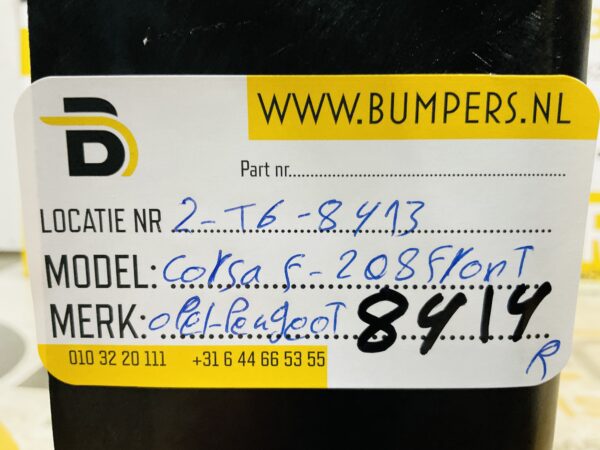 WWW.BUMPERS.NL
Part nr.
LOCATIE NR 2-T6-8413
MODEL: Corsa F-208 Front
MERK: oPel-Peugeot 8414
010 32 20 111 +31 6 44 66 53 55
R